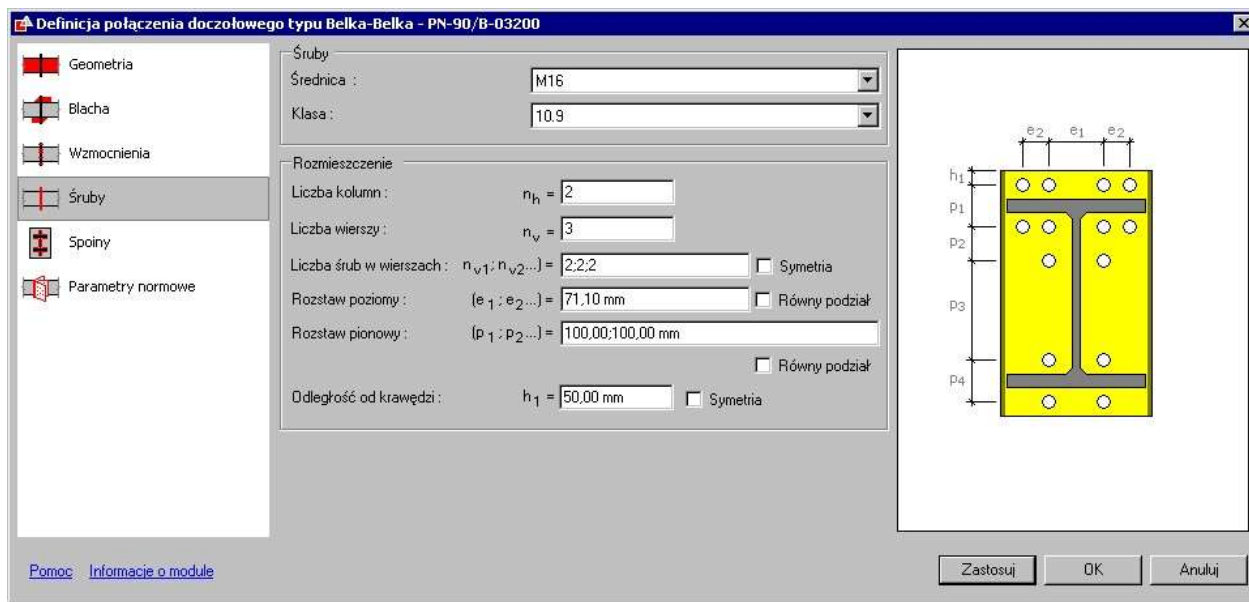 Definicja połączenia doczołowego typu Belka-Belka - PN-90/B-03200
Geometria
Blacha
Wzmocnienia
Śruby
Spoiny
Parametry normowe
Śruby
Średnica : M16
Klasa : 10.9
Rozmieszczenie
Liczba kolumn : nh = 2
Liczba wierszy : nv = 3
Liczba śrub w wierszach : nv1; nv2...) = 2;2;2 Symetria
Rozstaw poziomy : (e1; e2...) = 71,10 mm Równy podział
Rozstaw pionowy : (p1; p2...) = 100,00;100,00 mm
Równy podział
Odległość od krawędzi : h1 = 50,00 mm Symetria
e2 e1 e2
h1
p1
p2
p3
p4
Pomoc Informacje o module
Zastosuj OK Anuluj